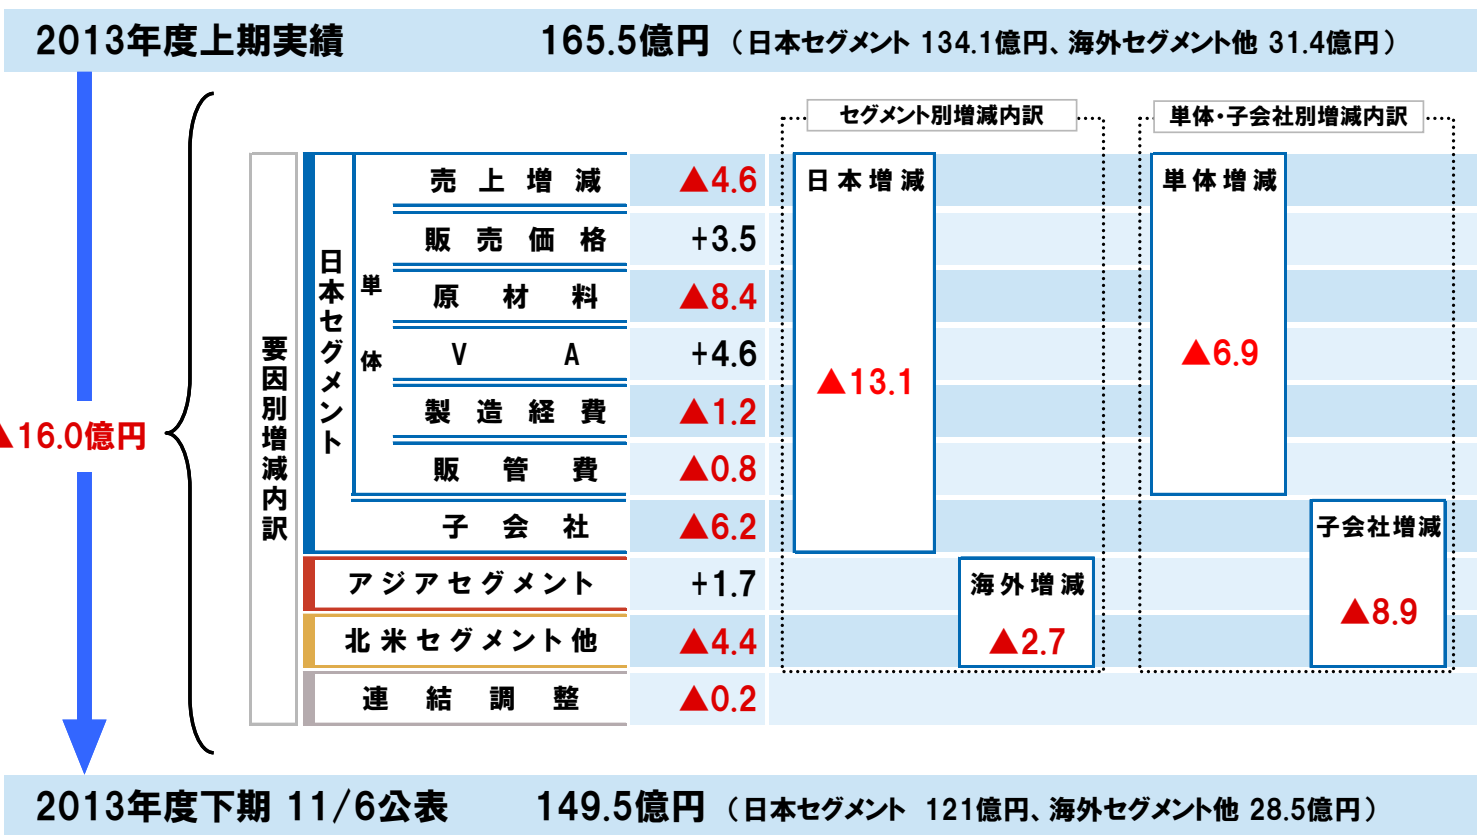 2013年度上期実績 165.5億円 （日本セグメント 134.1億円、海外セグメント他 31.4億円）
セグメント別増減内訳 単体・子会社別増減内訳
▲16.0億円
要因別増減内訳
日本セグメント
単体
売上増減 ▲4.6
販売価格 +3.5
原材料 ▲8.4
VA +4.6
製造経費 ▲1.2
販管費 ▲0.8
子会社 ▲6.2
アジアセグメント +1.7
北米セグメント他 ▲4.4
連結調整 ▲0.2
日本増減
▲13.1
海外増減
▲2.7
単体増減
▲6.9
子会社増減
▲8.9
2013年度下期 11/6公表 149.5億円 （日本セグメント 121億円、海外セグメント他 28.5億円）